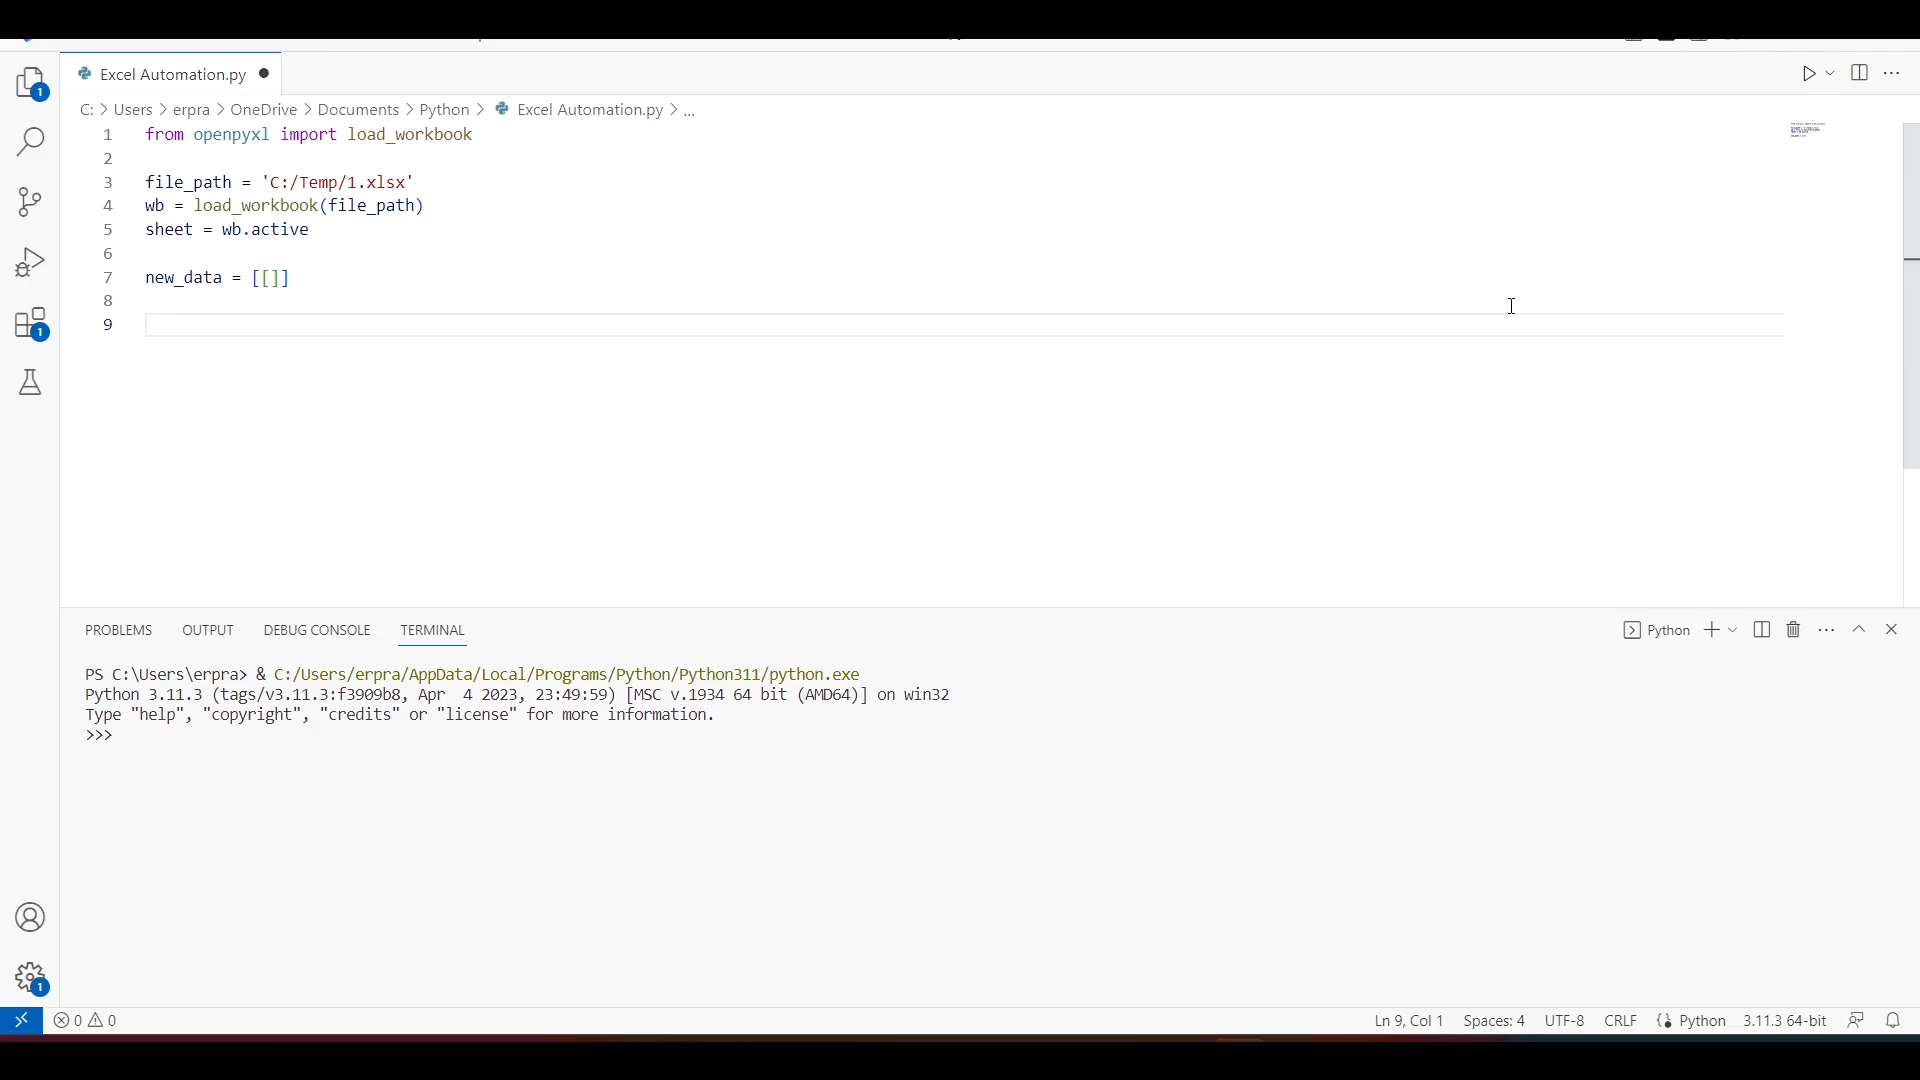 Excel Automation.py
C: > Users > erpra > OneDrive > Documents > Python > Excel Automation.py > ...
1 from openpyxl import load_workbook
2
3 file_path = 'C:/Temp/1.xlsx'
4 wb = load_workbook(file_path)
5 sheet = wb.active
6
7 new_data = [[]]
8
9
1
1
PROBLEMS OUTPUT DEBUG CONSOLE TERMINAL
Python
PS C:\Users\erpra> & C:/Users/erpra/AppData/Local/Programs/Python/Python311/python.exe
Python 3.11.3 (tags/v3.11.3:f3909b8, Apr  4 2023, 23:49:59) [MSC v.1934 64 bit (AMD64)] on win32
Type "help", "copyright", "credits" or "license" for more information.
>>>
1
0 0
Ln 9, Col 1 Spaces: 4 UTF-8 CRLF Python 3.11.3 64-bit